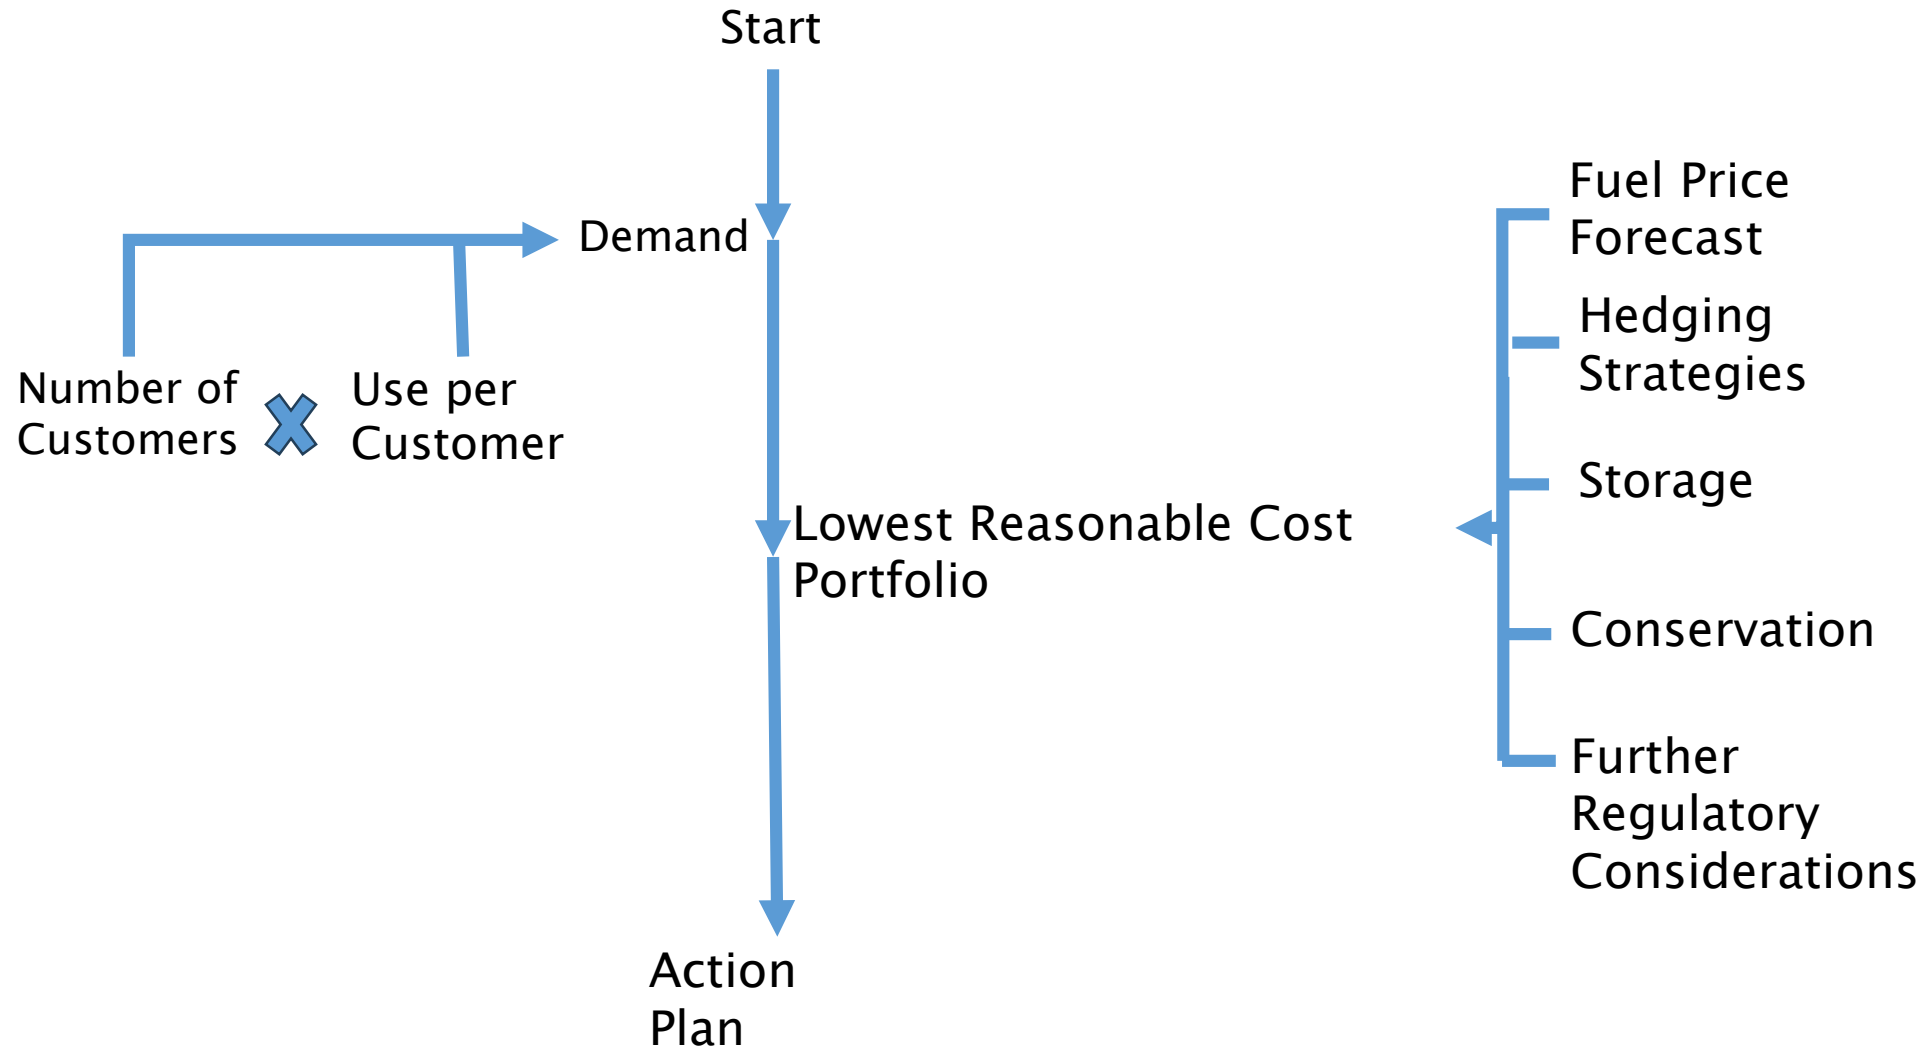 Start
Demand
Number of
Customers
Use per
Customer
Lowest Reasonable Cost
Portfolio
Action
Plan
Fuel Price
Forecast
Hedging
Strategies
Storage
Conservation
Further
Regulatory
Considerations